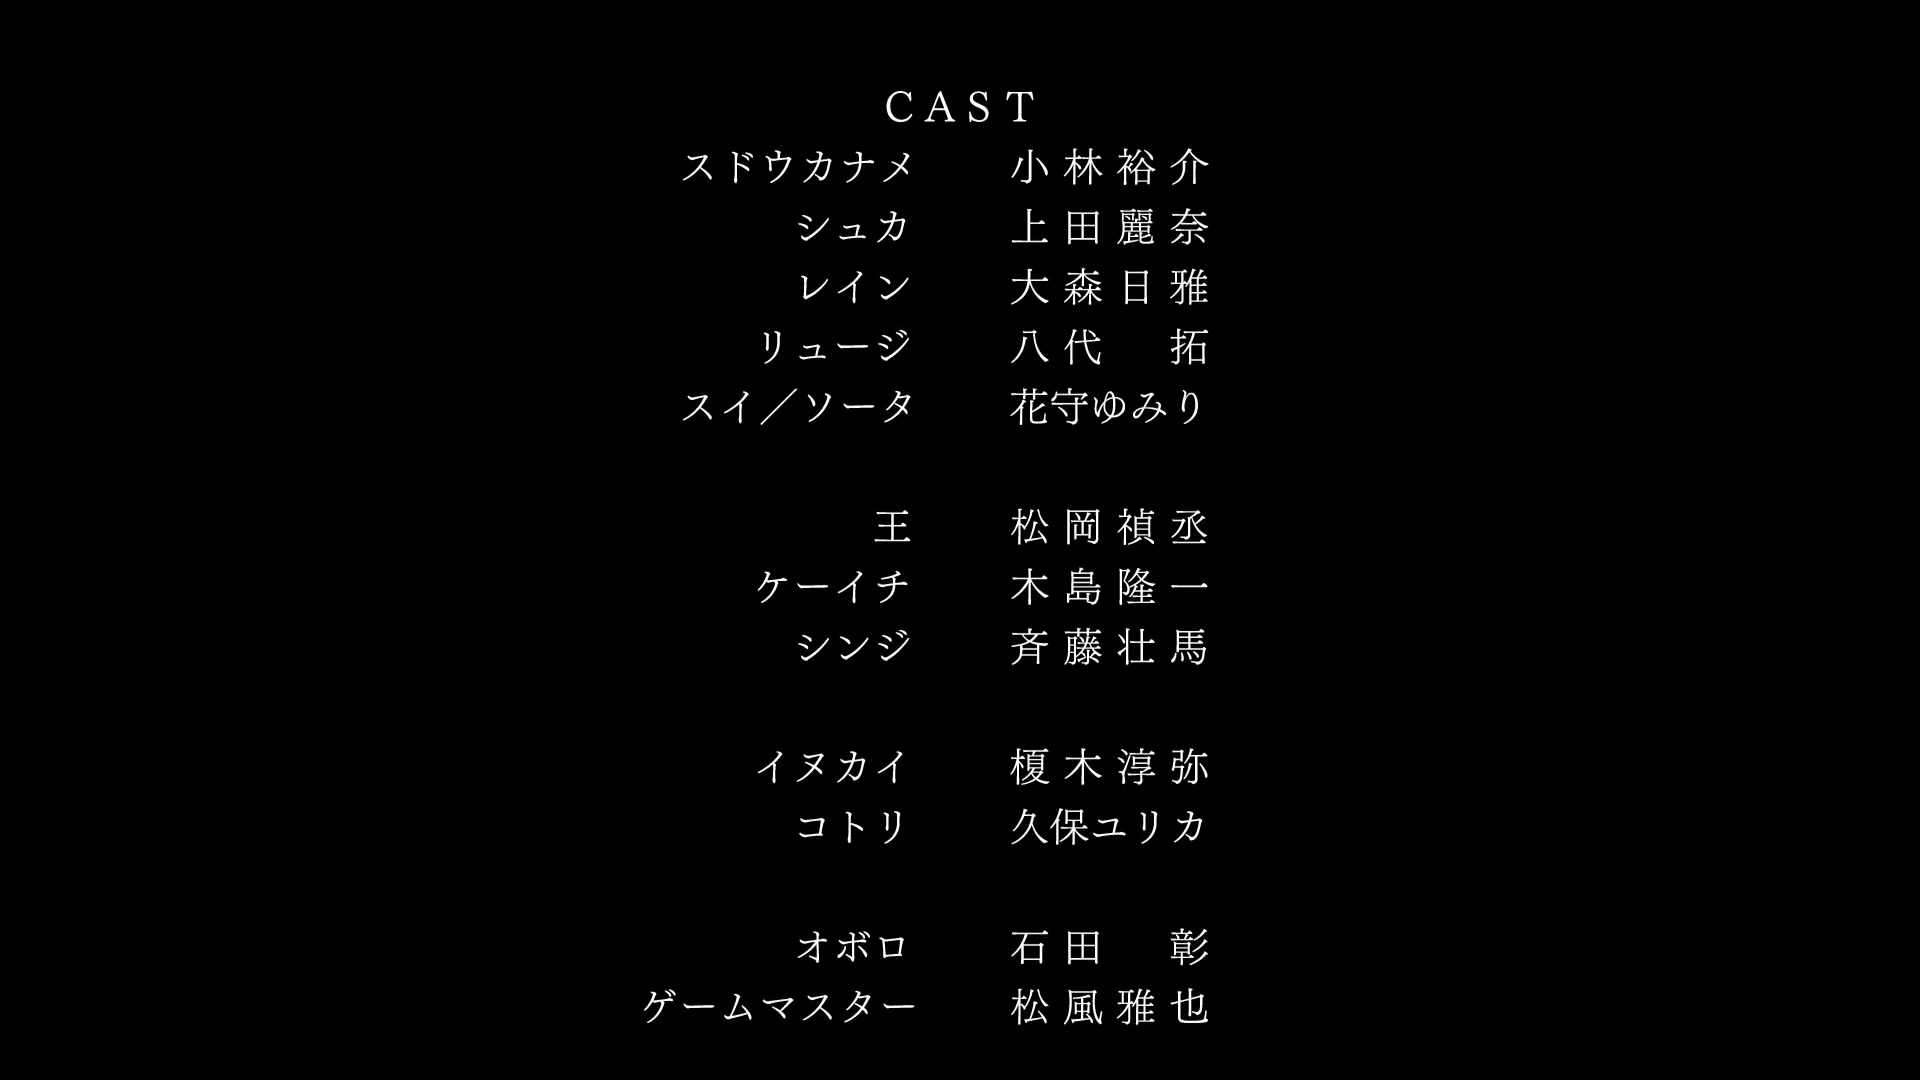 CAST
スドウカナメ 小林裕介
シュカ 上田麗奈
レイン 大森日雅
リュージ 八代 拓
スイ／ソータ 花守ゆみり
王 松岡禎丞
ケーイチ 木島隆一
シンジ 斉藤壮馬
イヌカイ 榎木淳弥
コトリ 久保ユリカ
オボロ 石田 彰
ゲームマスター 松風雅也